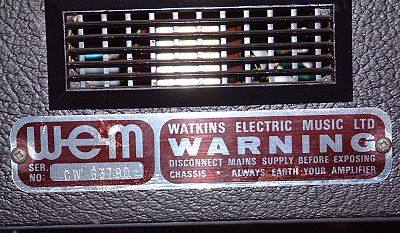 wem
SER.
NO: CW 63790
WATKINS ELECTRIC MUSIC LTD
WARNING
DISCONNECT MAINS SUPPLY BEFORE EXPOSING
CHASSIS • ALWAYS EARTH YOUR AMPLIFIER